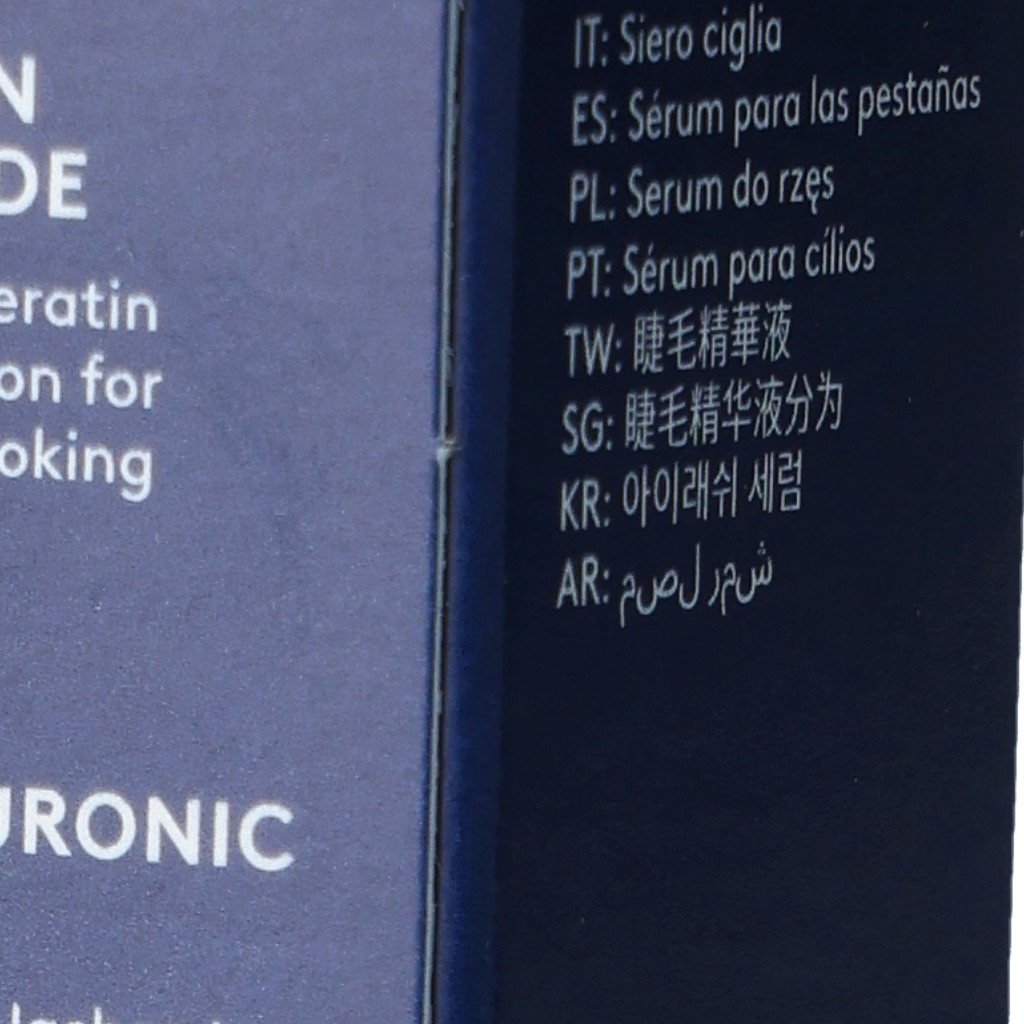 N
DE
eratin
on for
oking
RONIC
IT: Siero ciglia
ES: Sérum para las pestañas
PL: Serum do rzęs
PT: Sérum para cílios
TW: 睫毛精華液
SG: 睫毛精华液分为
KR: 아이래쉬 세럼
AR: شمر لصم